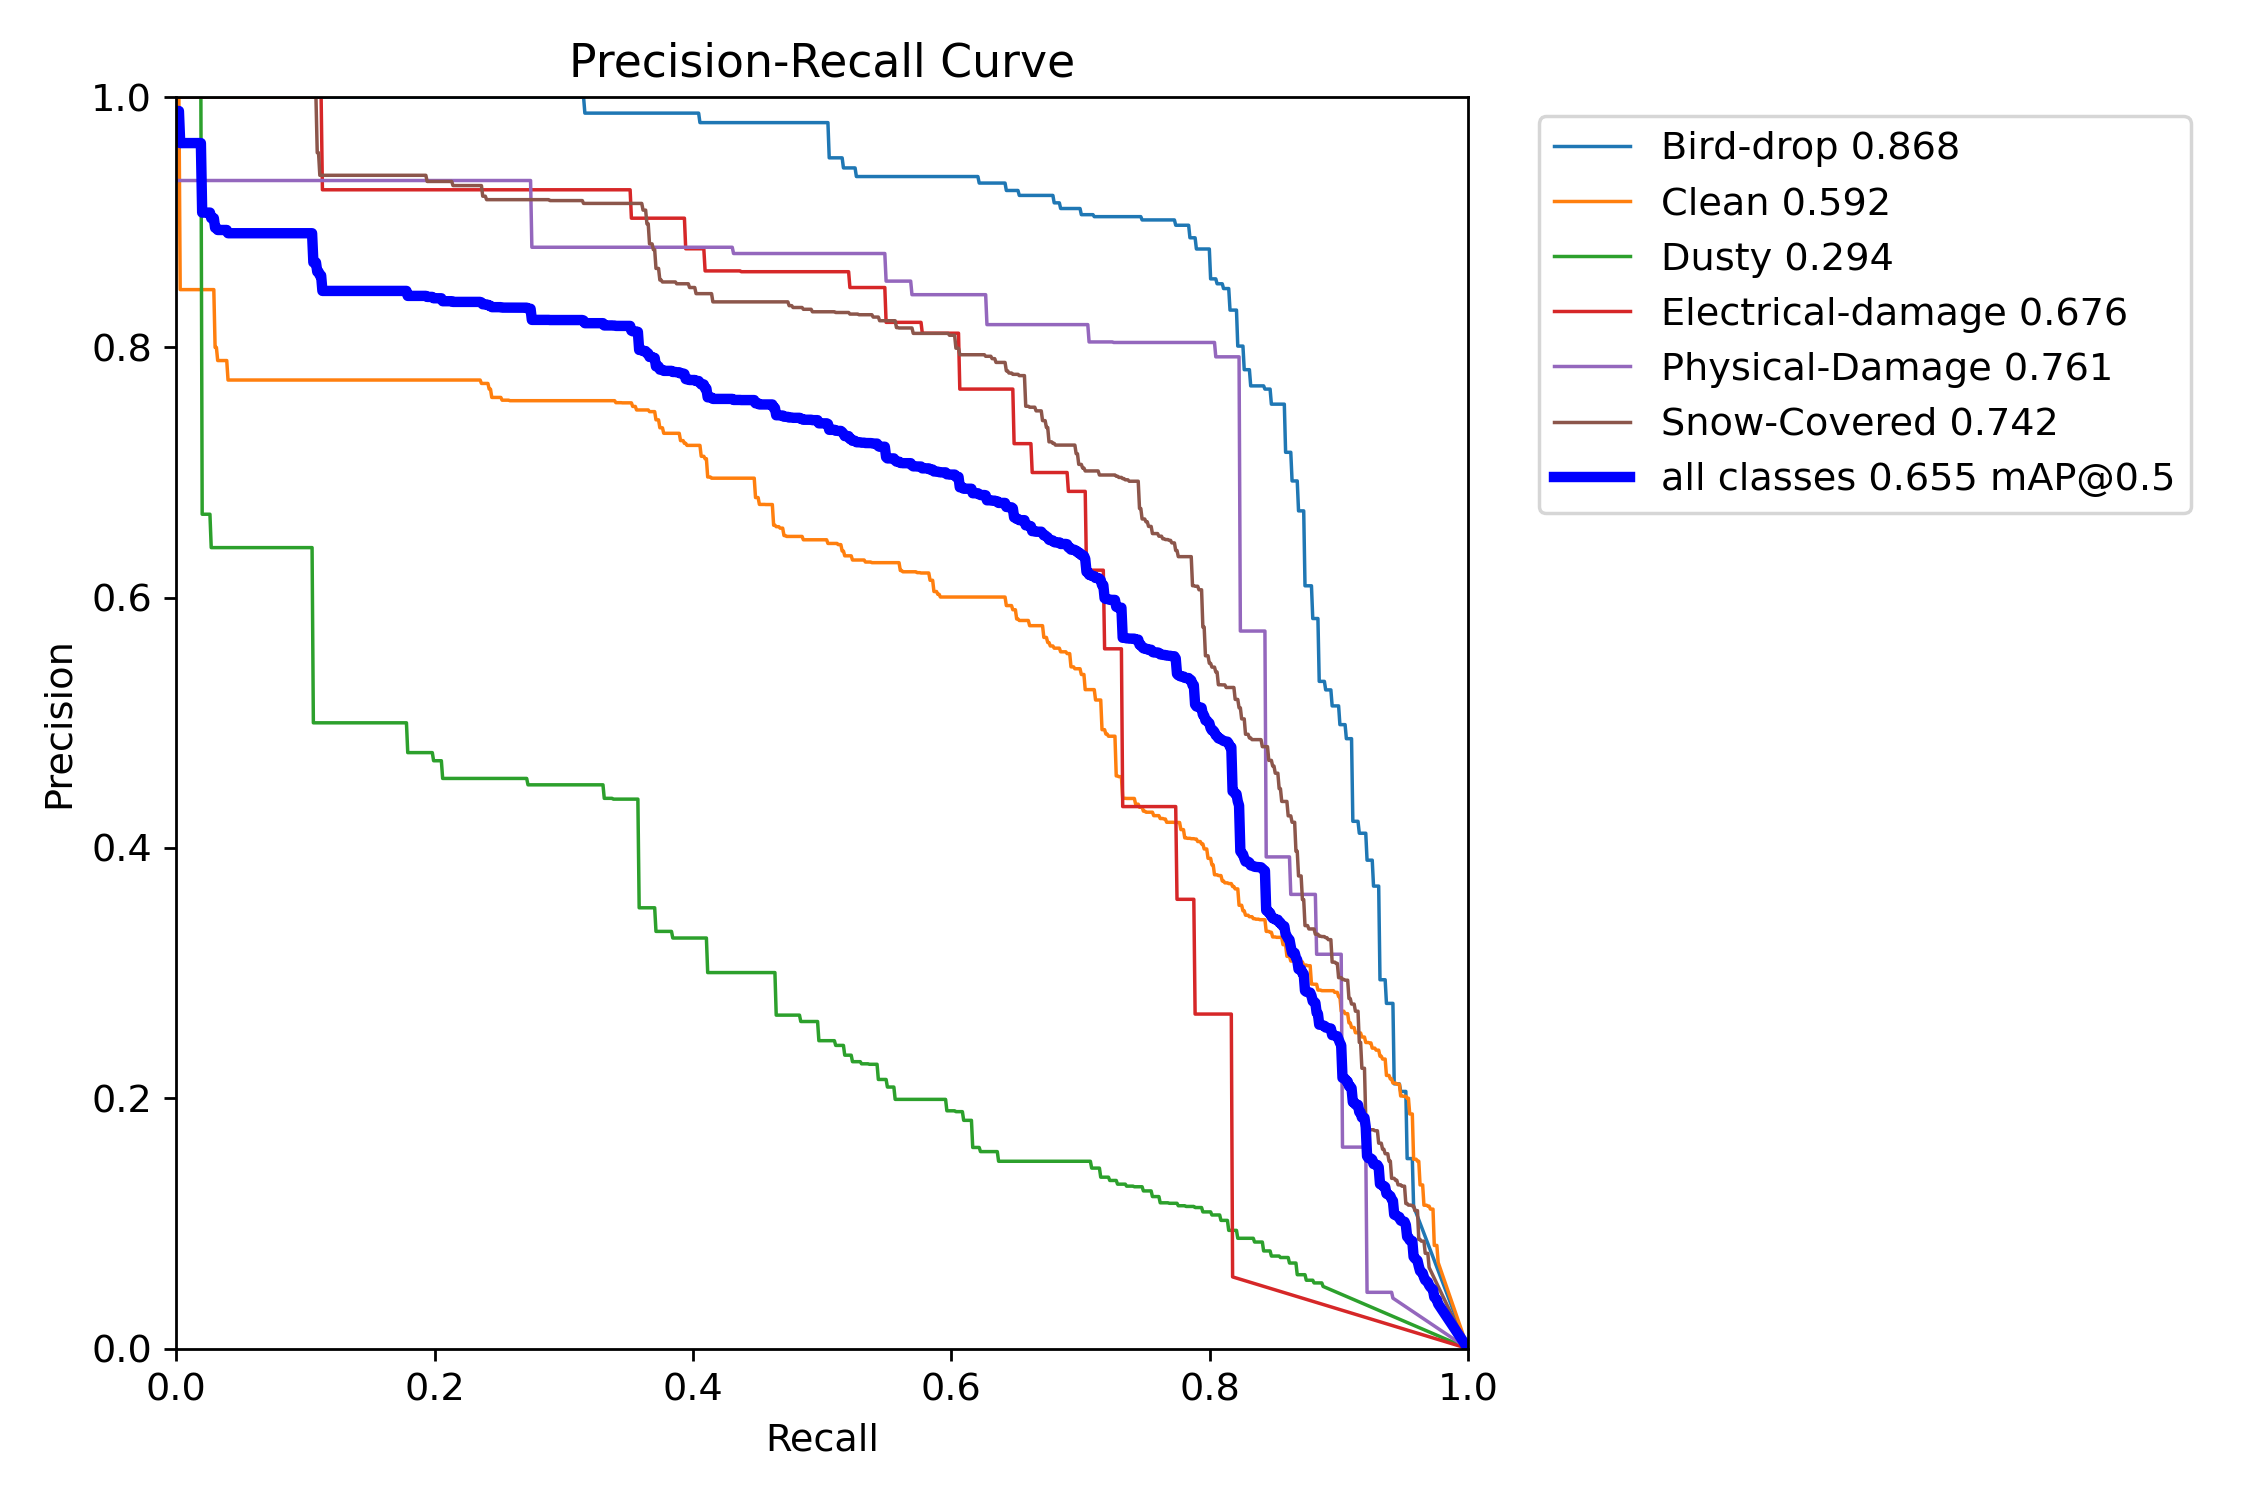 Precision-Recall Curve
1.0
0.8
0.6
0.4
0.2
0.0
Precision
0.0 0.2 0.4 0.6 0.8 1.0
Recall
Bird-drop 0.868
Clean 0.592
Dusty 0.294
Electrical-damage 0.676
Physical-Damage 0.761
Snow-Covered 0.742
all classes 0.655 mAP@0.5